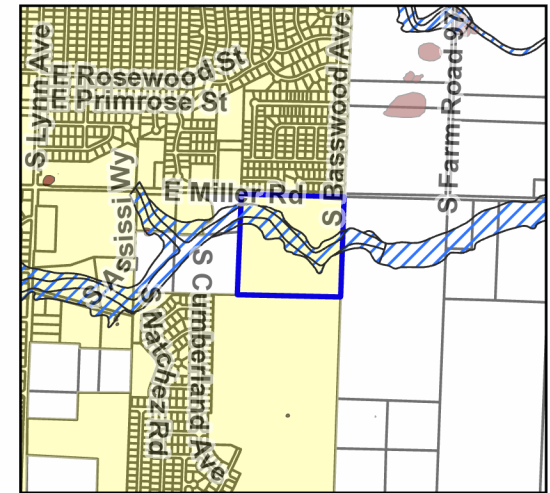 S Lynn Ave
E Rosewood St
E Primrose St
S Basswood Ave
S Farm Road 97
E Miller Rd
S Assissi Wy
S Natchez Rd
S Cumberland Ave